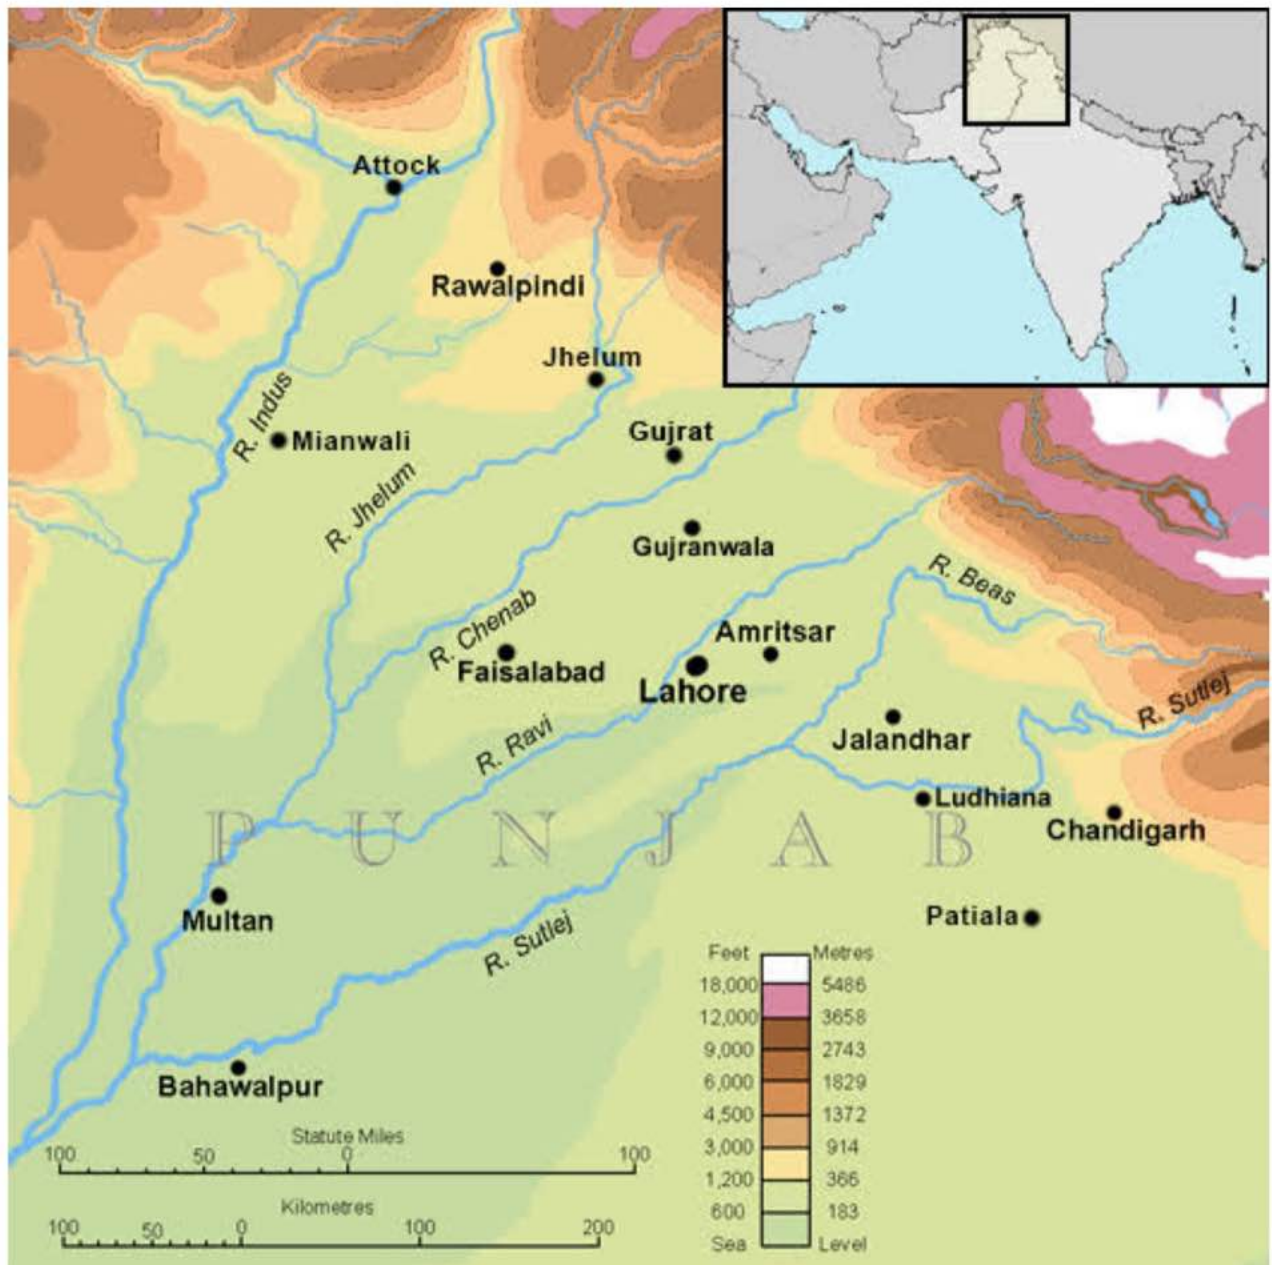 Attock
Rawalpindi
Jhelum
R. Indus
Mianwali
Gujrat
R. Jhelum
Gujranwala
R. Beas
R. Chenab
Amritsar
Faisalabad
Lahore
R. Sutlej
R. Ravi
Jalandhar
Ludhiana
Chandigarh
P U N J A B
Multan
Patiala
R. Sutlej
Bahawalpur
Feet Metres
18,000 5486
12,000 3658
9,000 2743
6,000 1829
4,500 1372
3,000 914
1,200 366
600 183
Sea Level
Statute Miles
100 50 0 100
Kilometres
100 50 0 100 200